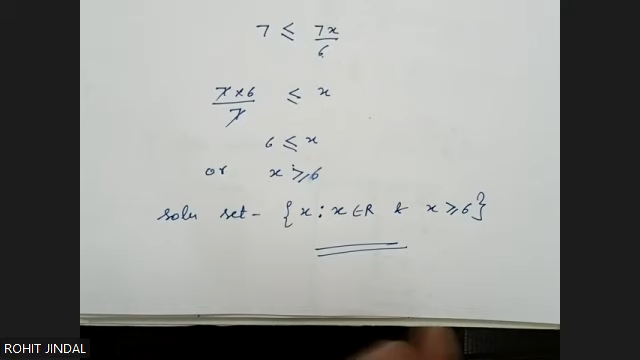 7 ≤ 7x/6
7×6/7 ≤ x
6 ≤ x
or x ≥ 6
soln set - {x : x ∈ R & x ≥ 6}
ROHIT JINDAL